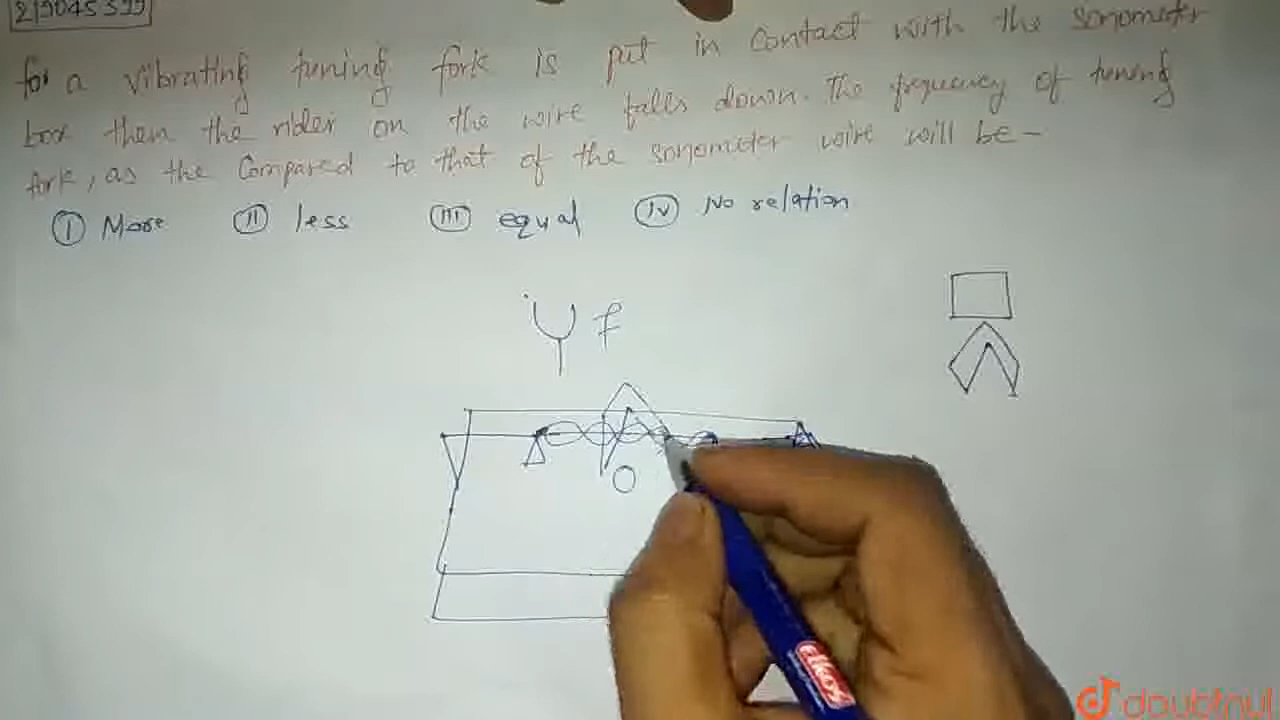 219045399
for a vibrating tuning fork is put in contact with the sonometer
box then the rider on the wire falls down. The frequency of tuning
fork, as the compared to that of the sonometer wire will be -
I More II less III equal IV No relation
f
elkos
doubtnut